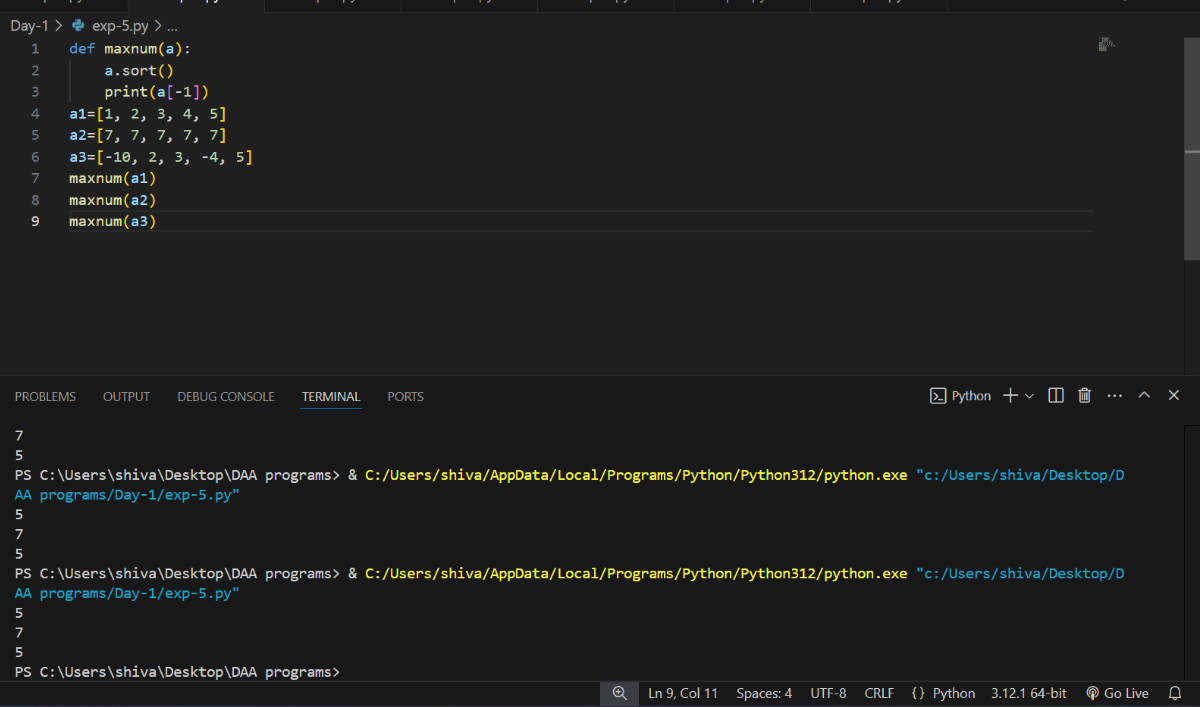 Day-1 > exp-5.py > ...
1 def maxnum(a):
2     a.sort()
3     print(a[-1])
4 a1=[1, 2, 3, 4, 5]
5 a2=[7, 7, 7, 7, 7]
6 a3=[-10, 2, 3, -4, 5]
7 maxnum(a1)
8 maxnum(a2)
9 maxnum(a3)
PROBLEMS OUTPUT DEBUG CONSOLE TERMINAL PORTS Python
7
5
PS C:\Users\shiva\Desktop\DAA programs> & C:/Users/shiva/AppData/Local/Programs/Python/Python312/python.exe "c:/Users/shiva/Desktop/D
AA programs/Day-1/exp-5.py"
5
7
5
PS C:\Users\shiva\Desktop\DAA programs> & C:/Users/shiva/AppData/Local/Programs/Python/Python312/python.exe "c:/Users/shiva/Desktop/D
AA programs/Day-1/exp-5.py"
5
7
5
PS C:\Users\shiva\Desktop\DAA programs>
Ln 9, Col 11 Spaces: 4 UTF-8 CRLF {} Python 3.12.1 64-bit Go Live